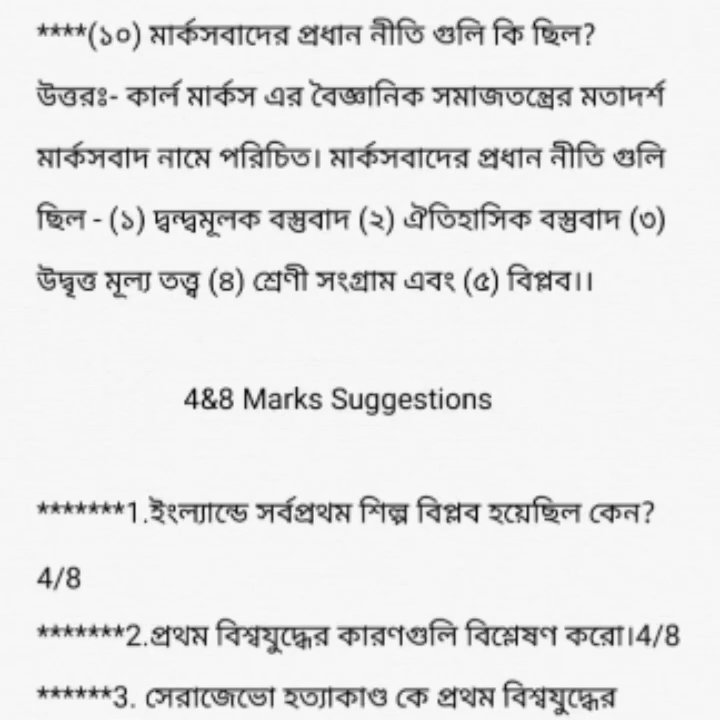 ****(১০) মার্কসবাদের প্রধান নীতি গুলি কি ছিল?
উত্তরঃ- কার্ল মার্কস এর বৈজ্ঞানিক সমাজতন্ত্রের মতাদর্শ
মার্কসবাদ নামে পরিচিত। মার্কসবাদের প্রধান নীতি গুলি
ছিল - (১) দ্বন্দ্বমূলক বস্তুবাদ (২) ঐতিহাসিক বস্তুবাদ (৩)
উদ্বৃত্ত মূল্য তত্ত্ব (৪) শ্রেণী সংগ্রাম এবং (৫) বিপ্লব।।
4&8 Marks Suggestions
*******1.ইংল্যান্ডে সর্বপ্রথম শিল্প বিপ্লব হয়েছিল কেন?
4/8
*******2.প্রথম বিশ্বযুদ্ধের কারণগুলি বিশ্লেষণ করো।4/8
******3. সেরাজেভো হত্যাকাণ্ড কে প্রথম বিশ্বযুদ্ধের